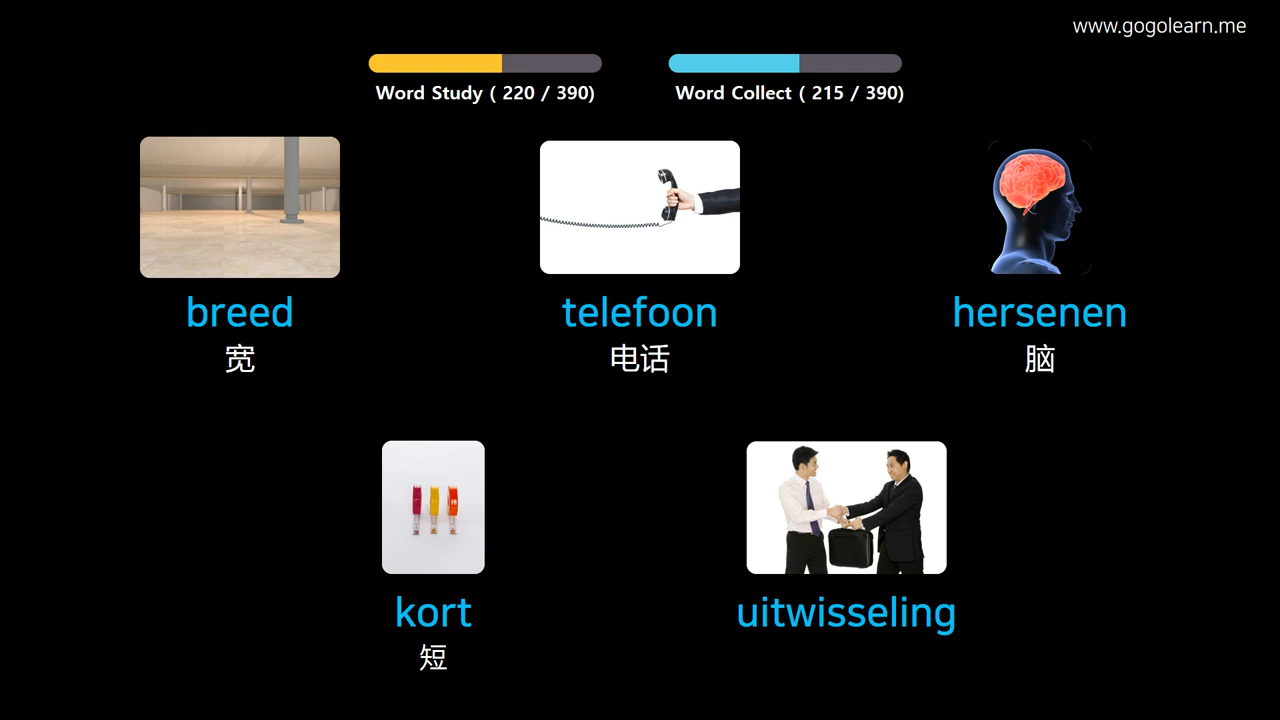 www.gogolearn.me
Word Study ( 220 / 390)
Word Collect ( 215 / 390)
breed
宽
telefoon
电话
hersenen
脑
kort
短
uitwisseling